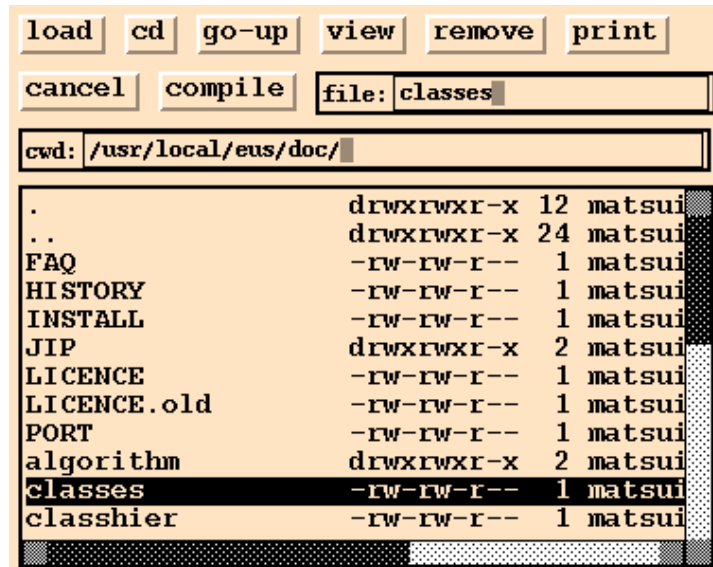 load cd go-up view remove print
cancel compile file: classes
cwd: /usr/local/eus/doc/
. drwxrwxr-x 12 matsui
.. drwxrwxr-x 24 matsui
FAQ -rw-rw-r-- 1 matsui
HISTORY -rw-rw-r-- 1 matsui
INSTALL -rw-rw-r-- 1 matsui
JIP drwxrwxr-x 2 matsui
LICENCE -rw-rw-r-- 1 matsui
LICENCE.old -rw-rw-r-- 1 matsui
PORT -rw-rw-r-- 1 matsui
algorithm drwxrwxr-x 2 matsui
classes -rw-rw-r-- 1 matsui
classhier -rw-rw-r-- 1 matsui